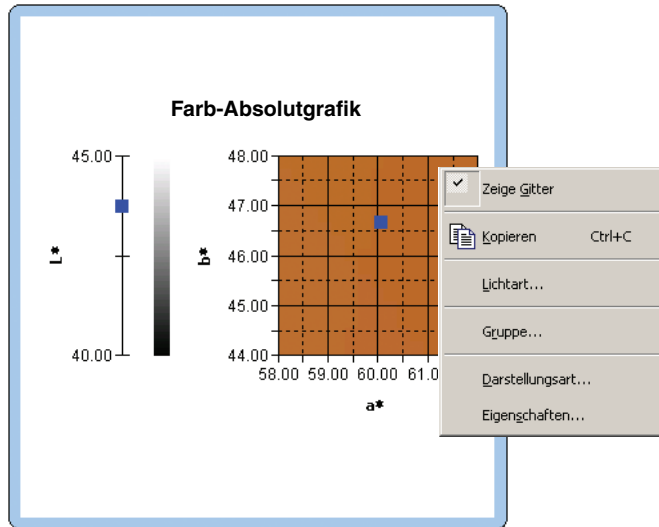 Farb-Absolutgrafik
45.00
L*
40.00
48.00
47.00
46.00
b*
45.00
44.00
58.00 59.00 60.00 61.0
a*
Zeige Gitter
Kopieren Ctrl+C
Lichtart...
Gruppe...
Darstellungsart...
Eigenschaften...